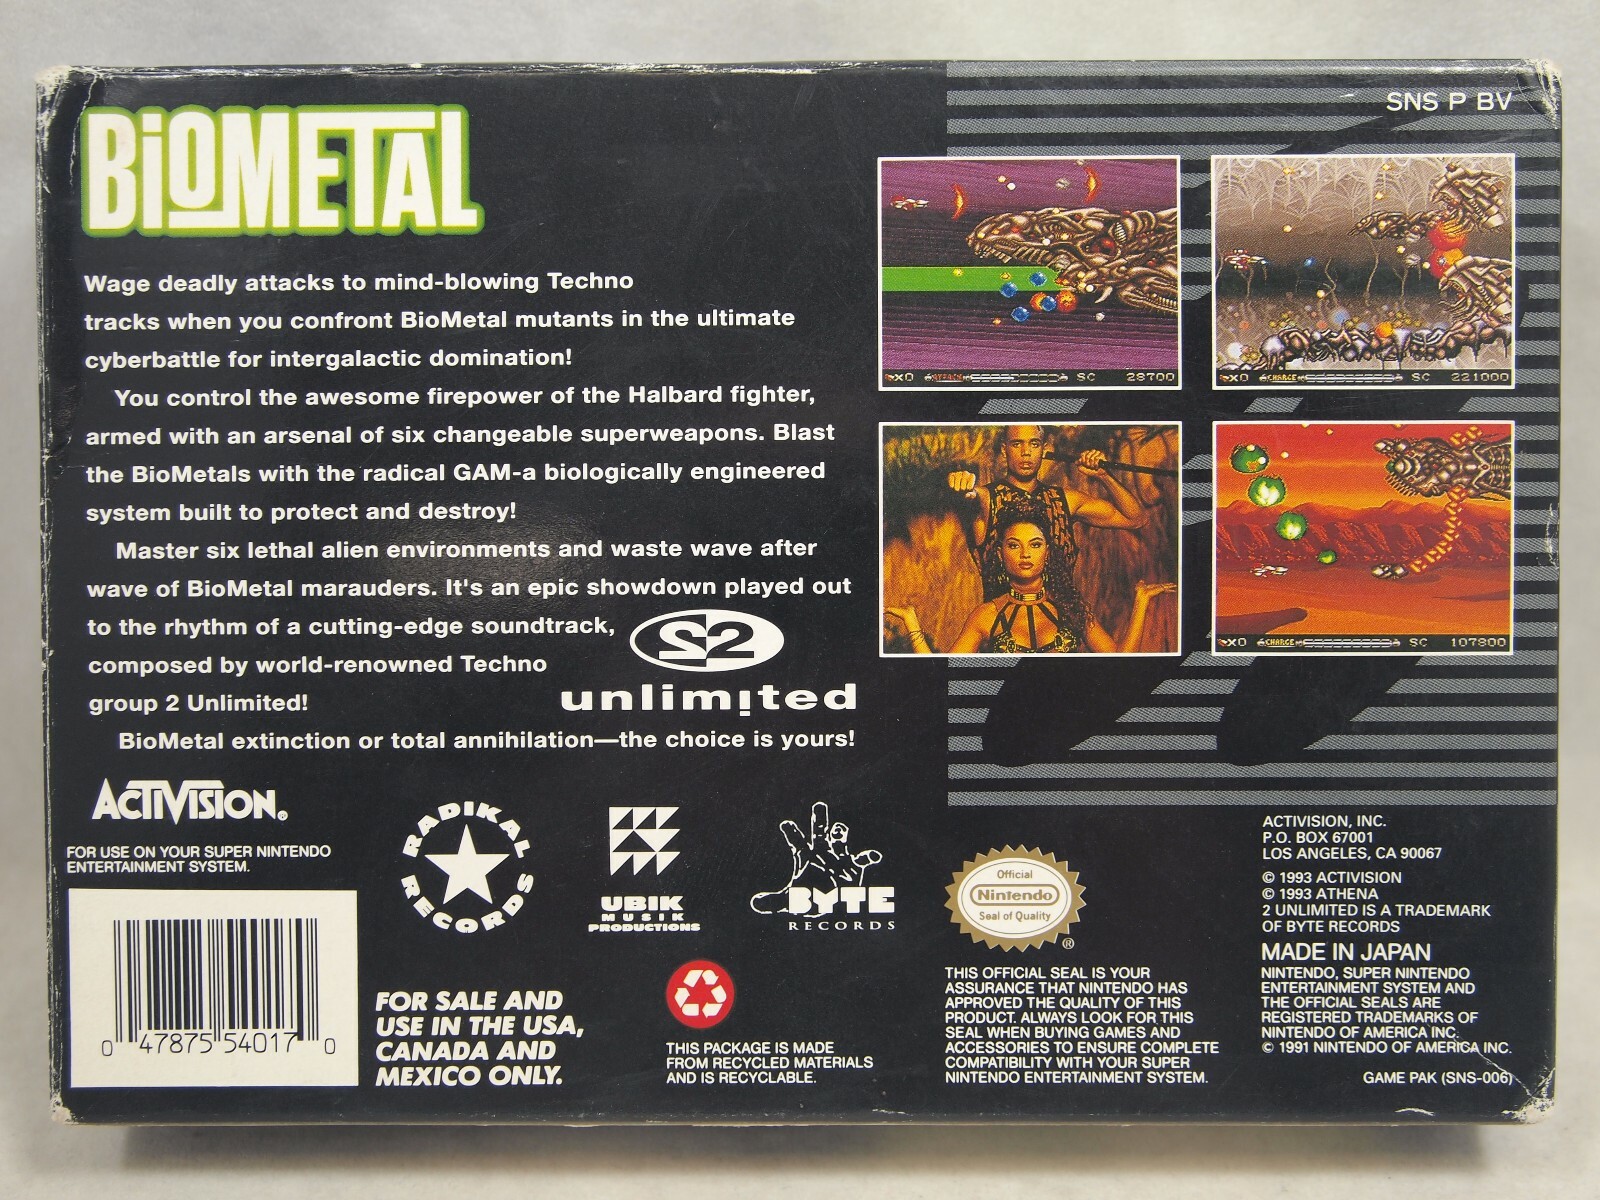 SNS P BV
BiOMETAL
Wage deadly attacks to mind-blowing Techno
tracks when you confront BioMetal mutants in the ultimate
cyberbattle for intergalactic domination!
You control the awesome firepower of the Halbard fighter,
armed with an arsenal of six changeable superweapons. Blast
the BioMetals with the radical GAM-a biologically engineered
system built to protect and destroy!
Master six lethal alien environments and waste wave after
wave of BioMetal marauders. It's an epic showdown played out
to the rhythm of a cutting-edge soundtrack,
composed by world-renowned Techno
group 2 Unlimited!
BioMetal extinction or total annihilation—the choice is yours!
2
unlimited
X0 SC 28700
X0 CHARGE SC 221000
X0 CHARGE SC 107800
ACTIVISION.
FOR USE ON YOUR SUPER NINTENDO
ENTERTAINMENT SYSTEM.
0 47875 54017 0
RADIKAL
RECORDS
UBIK
MUSIK
PRODUCTIONS
BYTE
RECORDS
FOR SALE AND
USE IN THE USA,
CANADA AND
MEXICO ONLY.
THIS PACKAGE IS MADE
FROM RECYCLED MATERIALS
AND IS RECYCLABLE.
Official
Nintendo
Seal of Quality
®
THIS OFFICIAL SEAL IS YOUR
ASSURANCE THAT NINTENDO HAS
APPROVED THE QUALITY OF THIS
PRODUCT. ALWAYS LOOK FOR THIS
SEAL WHEN BUYING GAMES AND
ACCESSORIES TO ENSURE COMPLETE
COMPATIBILITY WITH YOUR SUPER
NINTENDO ENTERTAINMENT SYSTEM.
ACTIVISION, INC.
P.O. BOX 67001
LOS ANGELES, CA 90067
© 1993 ACTIVISION
© 1993 ATHENA
2 UNLIMITED IS A TRADEMARK
OF BYTE RECORDS
MADE IN JAPAN
NINTENDO, SUPER NINTENDO
ENTERTAINMENT SYSTEM AND
THE OFFICIAL SEALS ARE
REGISTERED TRADEMARKS OF
NINTENDO OF AMERICA INC.
© 1991 NINTENDO OF AMERICA INC.
GAME PAK (SNS-006)